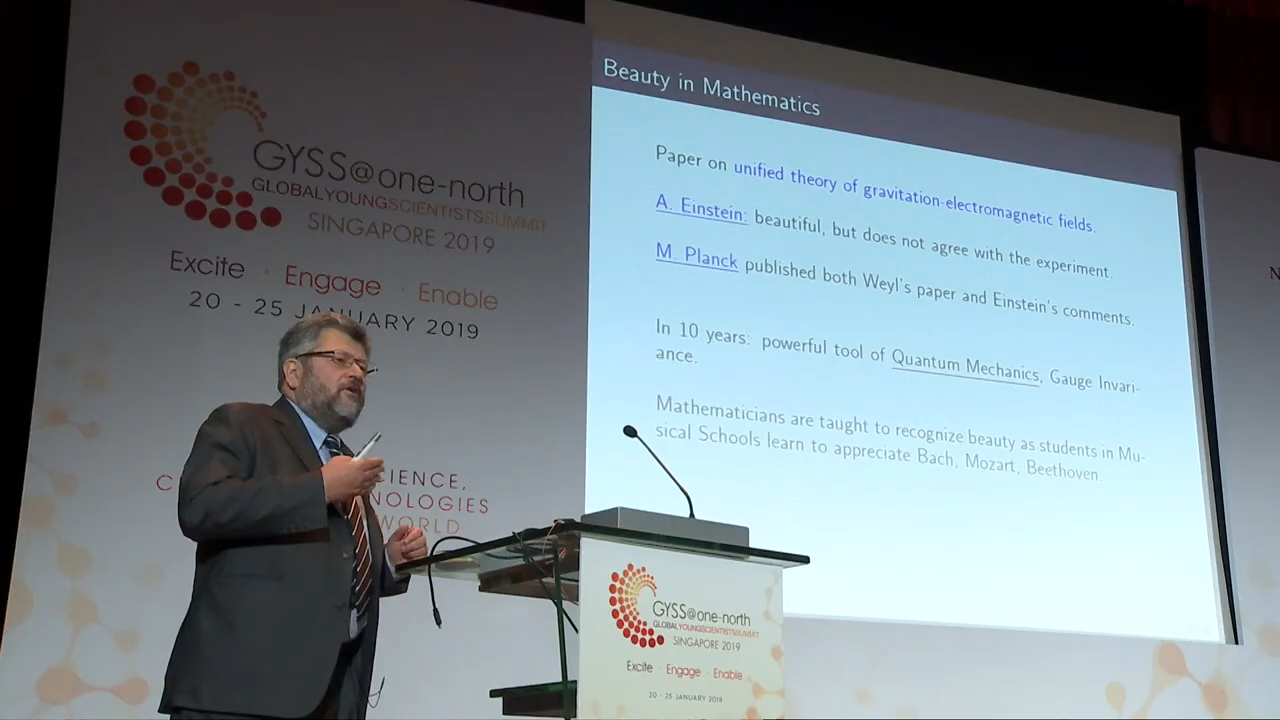 GYSS@one-north
GLOBALYOUNGSCIENTISTSSUMMIT
SINGAPORE 2019
Excite · Engage · Enable
20 - 25 JANUARY 2019
CIENCE,
NOLOGIES
WORLD
Beauty in Mathematics
Paper on unified theory of gravitation-electromagnetic fields.
A. Einstein: beautiful, but does not agree with the experiment.
M. Planck published both Weyl's paper and Einstein's comments.
In 10 years: powerful tool of Quantum Mechanics, Gauge Invari-
ance.
Mathematicians are taught to recognize beauty as students in Mu-
sical Schools learn to appreciate Bach, Mozart, Beethoven
GYSS@one-north
GLOBALYOUNGSCIENTISTSSUMMIT
SINGAPORE 2019
Excite · Engage · Enable
20 - 25 JANUARY 2019